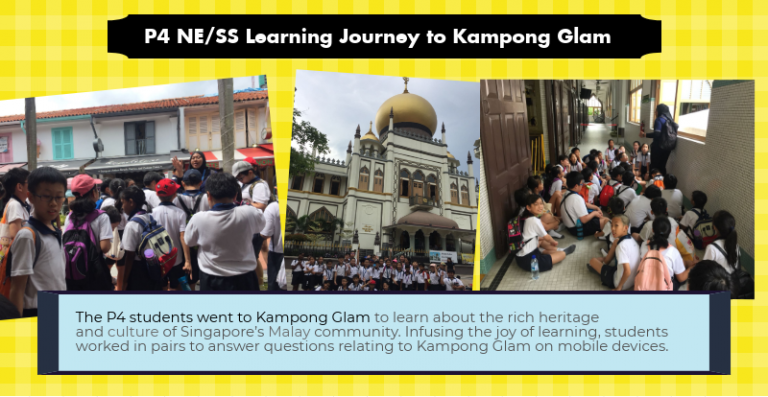 P4 NE/SS Learning Journey to Kampong Glam
The P4 students went to Kampong Glam to learn about the rich heritage
and culture of Singapore's Malay community. Infusing the joy of learning, students
worked in pairs to answer questions relating to Kampong Glam on mobile devices.